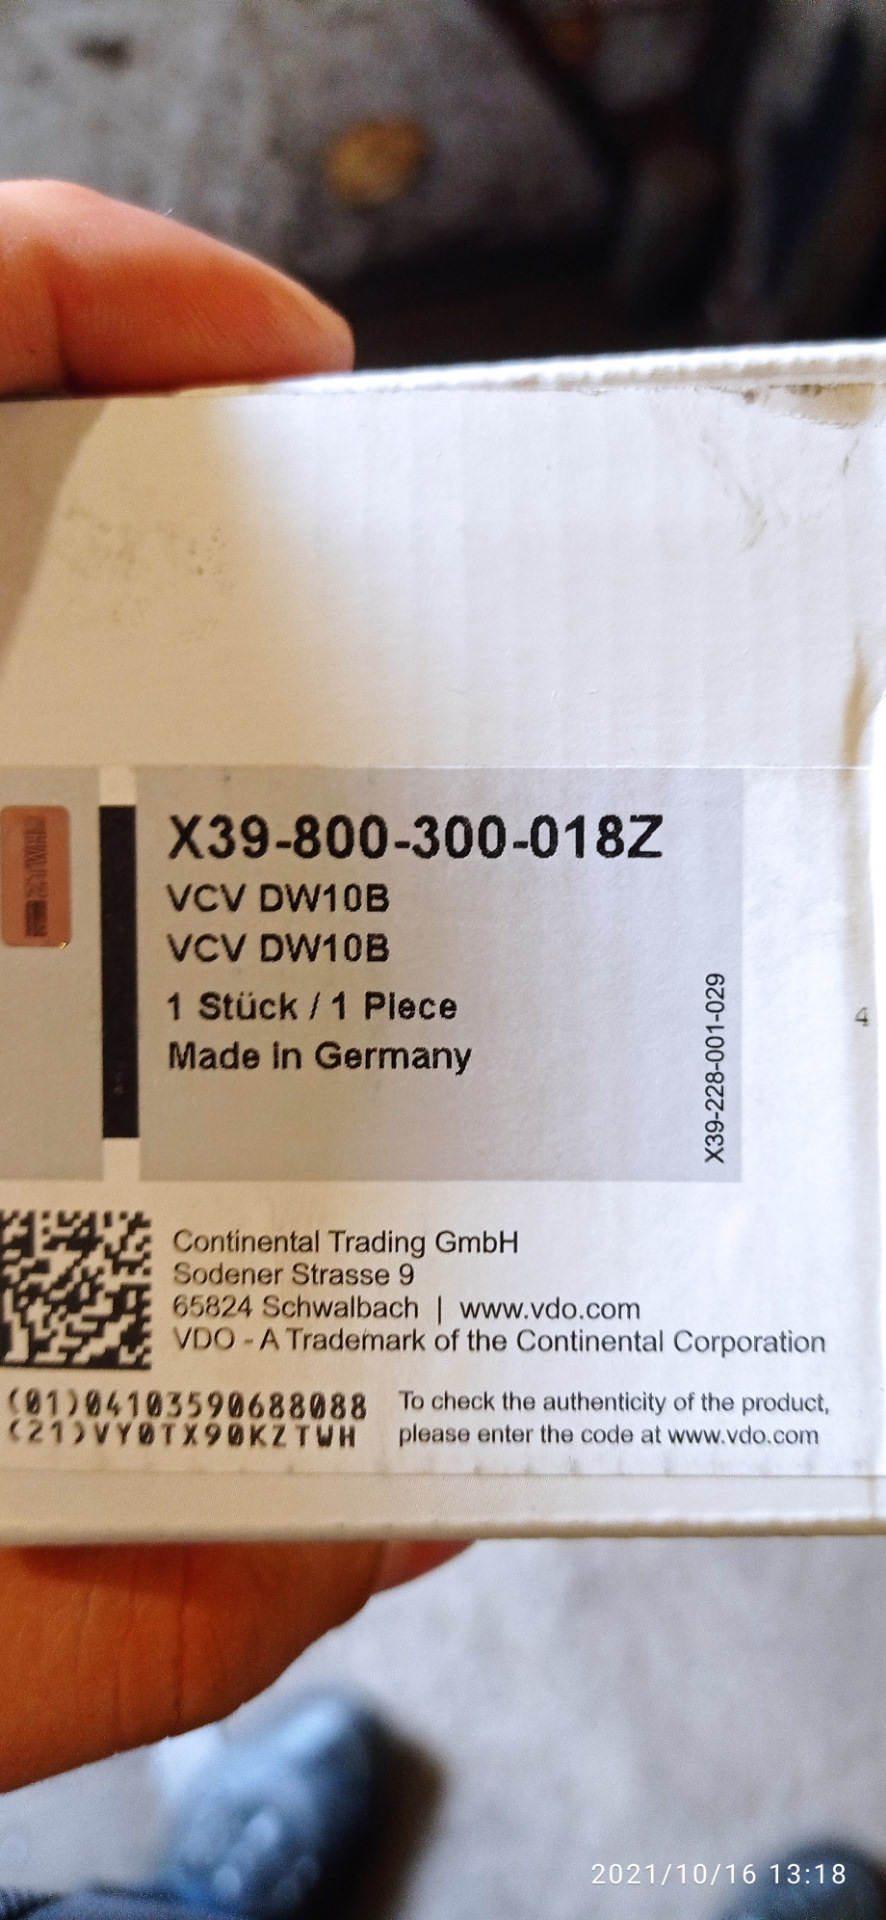 X39-800-300-018Z
VCV DW10B
VCV DW10B
1 Stück / 1 Piece
Made in Germany
X39-228-001-029
4
Continental Trading GmbH
Sodener Strasse 9
65824 Schwalbach | www.vdo.com
VDO - A Trademark of the Continental Corporation
(01)04103590688088
(21)VY0TX90KZTWH
To check the authenticity of the product,
please enter the code at www.vdo.com
2021/10/16 13:18